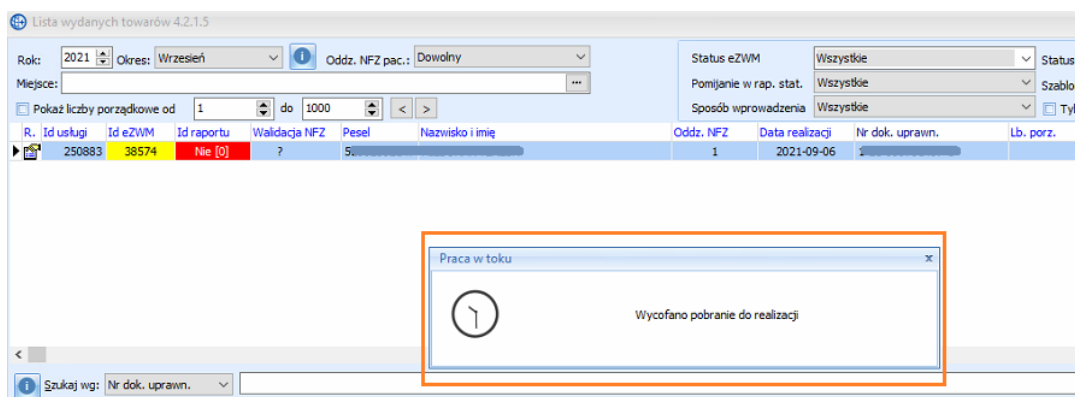 Lista wydanych towarów 4.2.1.5
Rok: 2021 Okres: Wrzesień Oddz. NFZ pac.: Dowolny Status eZWM Wszystkie Status
Miejsce: ... Pomijanie w rap. stat. Wszystkie Szablo
Pokaż liczby porządkowe od 1 do 1000 < > Sposób wprowadzenia Wszystkie Tyl
R. Id usługi Id eZWM Id raportu Walidacja NFZ Pesel Nazwisko i imię Oddz. NFZ Data realizacji Nr dok. uprawn. Lb. porz.
250883 38574 Nie [0] ? 5 1 2021-09-06 1
Praca w toku x
Wycofano pobranie do realizacji
Szukaj wg: Nr dok. uprawn.